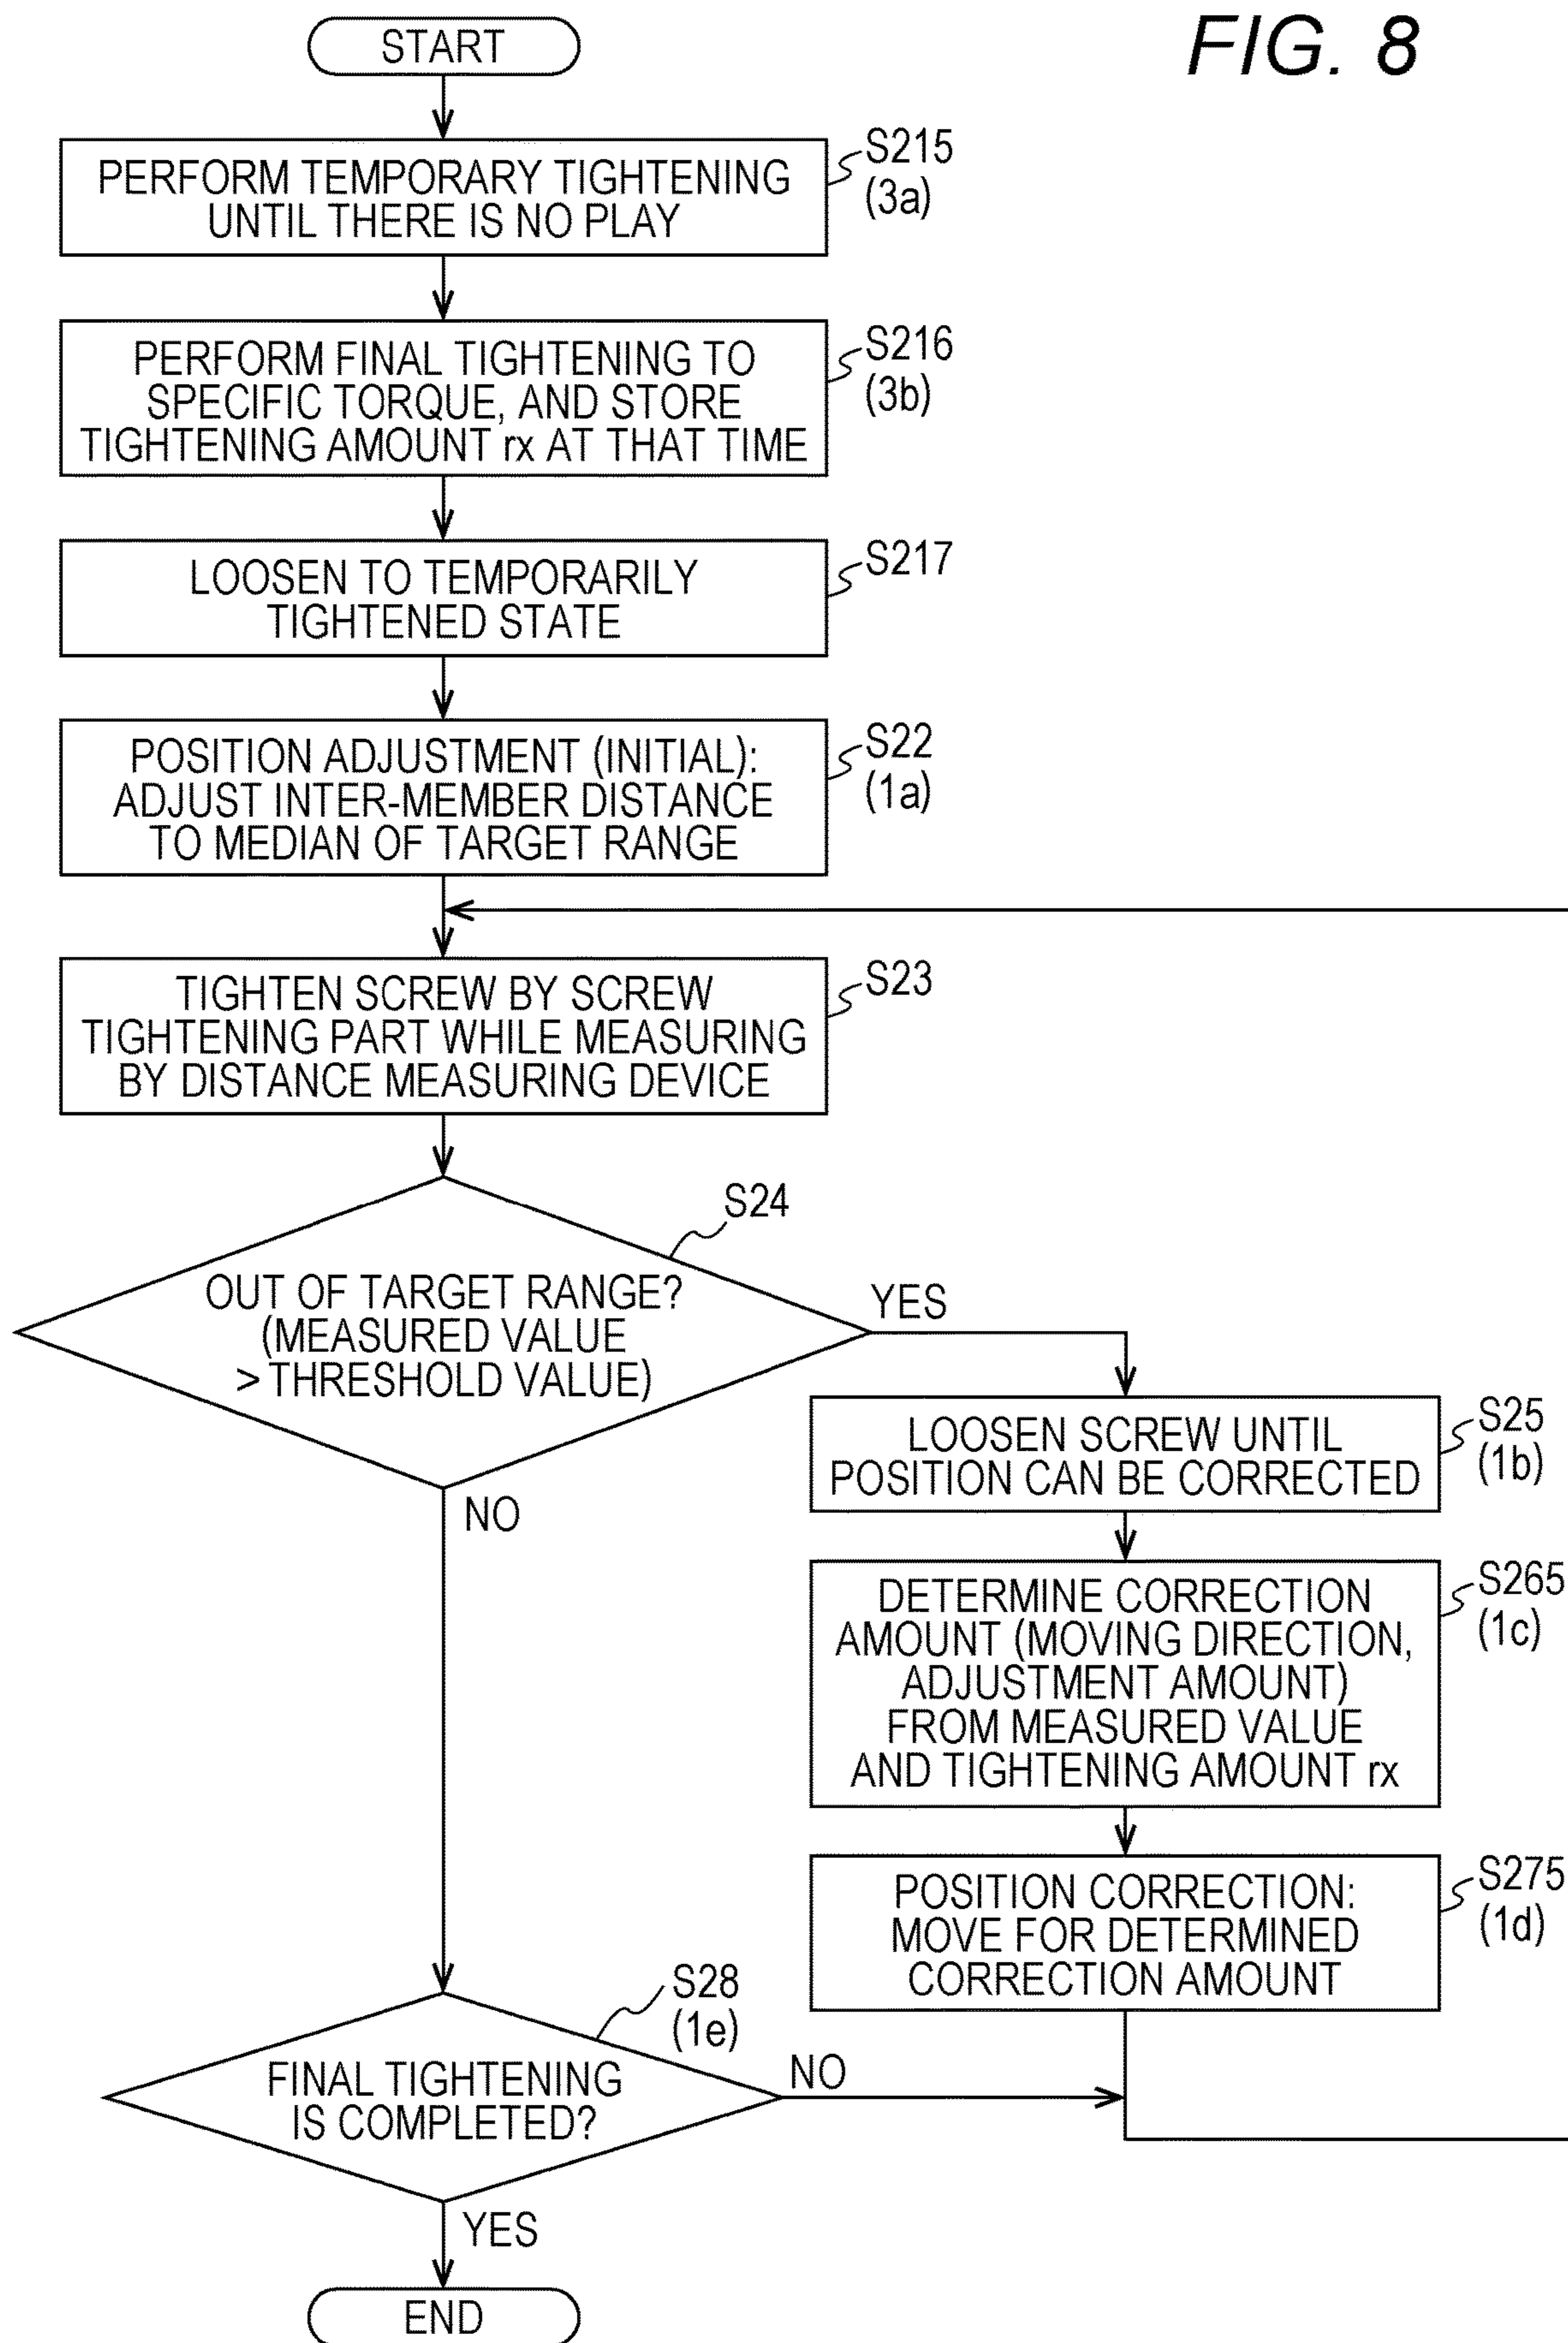 FIG. 8
START
PERFORM TEMPORARY TIGHTENING
UNTIL THERE IS NO PLAY
S215
(3a)
PERFORM FINAL TIGHTENING TO
SPECIFIC TORQUE, AND STORE
TIGHTENING AMOUNT rx AT THAT TIME
S216
(3b)
LOOSEN TO TEMPORARILY
TIGHTENED STATE
S217
POSITION ADJUSTMENT (INITIAL):
ADJUST INTER-MEMBER DISTANCE
TO MEDIAN OF TARGET RANGE
S22
(1a)
TIGHTEN SCREW BY SCREW
TIGHTENING PART WHILE MEASURING
BY DISTANCE MEASURING DEVICE
S23
S24
OUT OF TARGET RANGE?
(MEASURED VALUE
> THRESHOLD VALUE)
YES
NO
LOOSEN SCREW UNTIL
POSITION CAN BE CORRECTED
S25
(1b)
DETERMINE CORRECTION
AMOUNT (MOVING DIRECTION,
ADJUSTMENT AMOUNT)
FROM MEASURED VALUE
AND TIGHTENING AMOUNT rx
S265
(1c)
POSITION CORRECTION:
MOVE FOR DETERMINED
CORRECTION AMOUNT
S275
(1d)
S28
(1e)
FINAL TIGHTENING
IS COMPLETED?
NO
YES
END